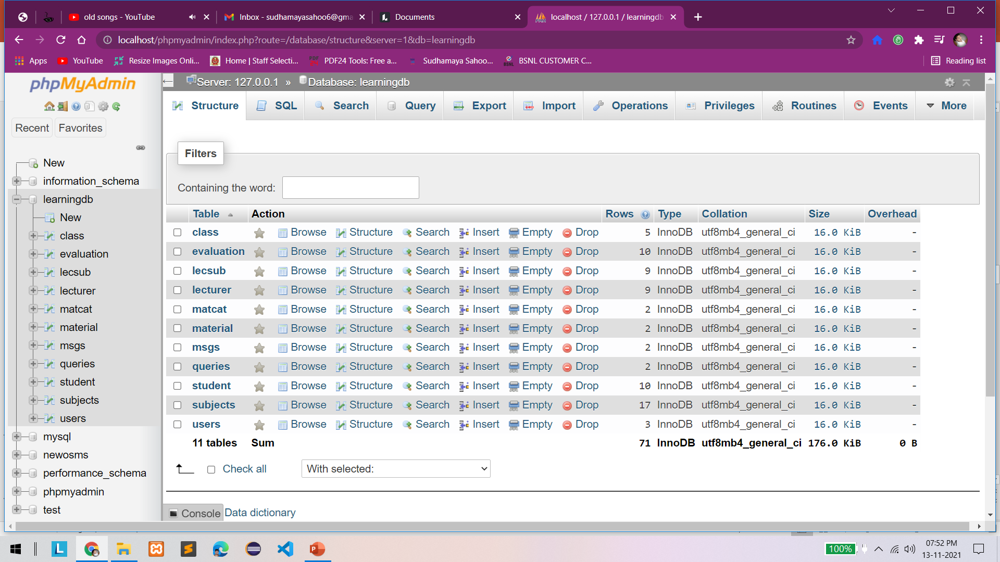 old songs - YouTube
Inbox - sudhamayasahoo6@gma
Documents
localhost / 127.0.0.1 / learningdb
localhost/phpmyadmin/index.php?route=/database/structure&server=1&db=learningdb
Apps YouTube Resize Images Onli... Home | Staff Selecti... PDF24 Tools: Free a... Sudhamaya Sahoo... BSNL CUSTOMER C... Reading list
phpMyAdmin
Recent Favorites
New
information_schema
learningdb
New
class
evaluation
lecsub
lecturer
matcat
material
msgs
queries
student
subjects
users
mysql
newosms
performance_schema
phpmyadmin
test
Server: 127.0.0.1 » Database: learningdb
Structure SQL Search Query Export Import Operations Privileges Routines Events More
Filters
Containing the word:
Table Action Rows Type Collation Size Overhead
class Browse Structure Search Insert Empty Drop 5 InnoDB utf8mb4_general_ci 16.0 KiB -
evaluation Browse Structure Search Insert Empty Drop 10 InnoDB utf8mb4_general_ci 16.0 KiB -
lecsub Browse Structure Search Insert Empty Drop 9 InnoDB utf8mb4_general_ci 16.0 KiB -
lecturer Browse Structure Search Insert Empty Drop 9 InnoDB utf8mb4_general_ci 16.0 KiB -
matcat Browse Structure Search Insert Empty Drop 2 InnoDB utf8mb4_general_ci 16.0 KiB -
material Browse Structure Search Insert Empty Drop 2 InnoDB utf8mb4_general_ci 16.0 KiB -
msgs Browse Structure Search Insert Empty Drop 2 InnoDB utf8mb4_general_ci 16.0 KiB -
queries Browse Structure Search Insert Empty Drop 2 InnoDB utf8mb4_general_ci 16.0 KiB -
student Browse Structure Search Insert Empty Drop 10 InnoDB utf8mb4_general_ci 16.0 KiB -
subjects Browse Structure Search Insert Empty Drop 17 InnoDB utf8mb4_general_ci 16.0 KiB -
users Browse Structure Search Insert Empty Drop 3 InnoDB utf8mb4_general_ci 16.0 KiB -
11 tables Sum 71 InnoDB utf8mb4_general_ci 176.0 KiB 0 B
Check all With selected:
Console Data dictionary
100%
07:52 PM
13-11-2021